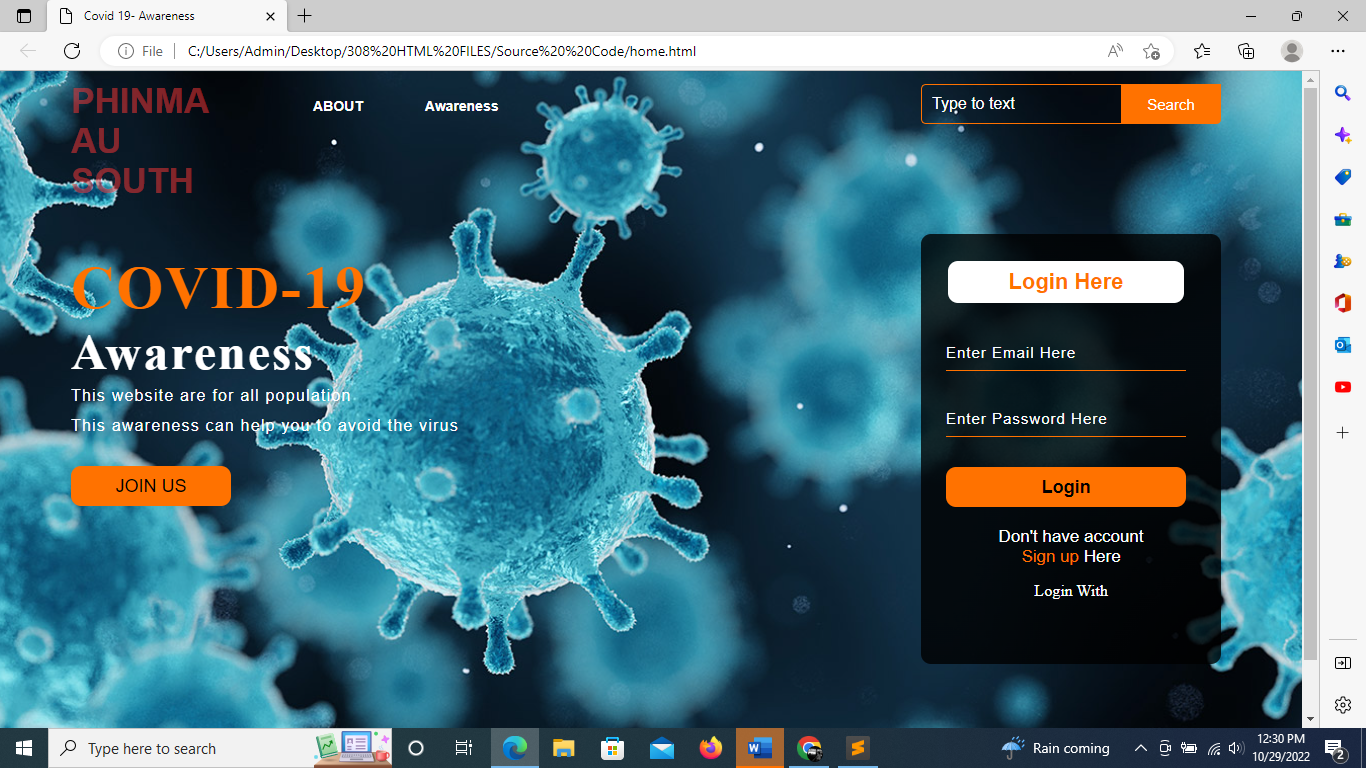 Covid 19- Awareness
File
C:/Users/Admin/Desktop/308%20HTML%20FILES/Source%20%20Code/home.html
PHINMA
AU
SOUTH
ABOUT
Awareness
Type to text
Search
COVID-19
Awareness
This website are for all population.
This awareness can help you to avoid the virus
JOIN US
Login Here
Enter Email Here
Enter Password Here
Login
Don't have account
Sign up Here
Login With
Type here to search
Rain coming
12:30 PM
10/29/2022
2